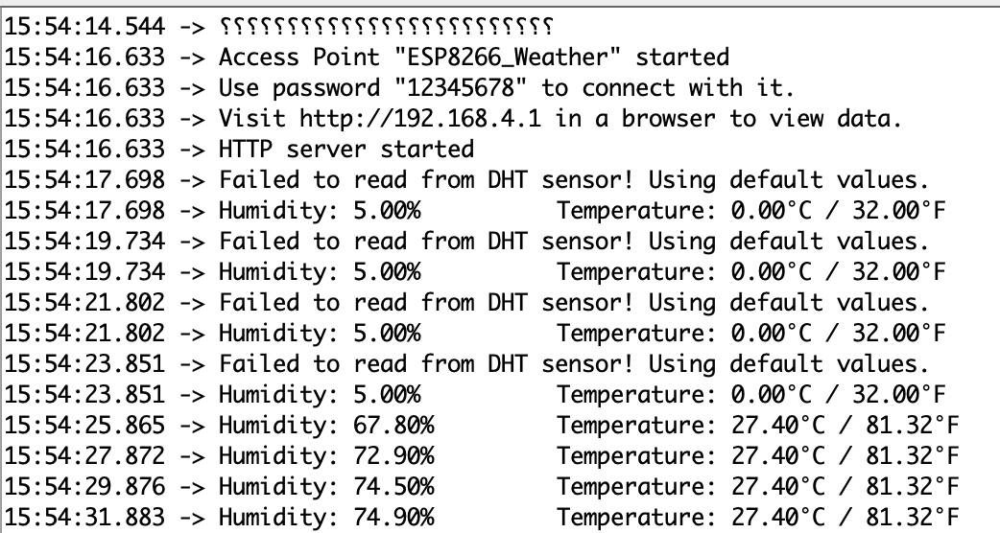 15:54:14.544 -> ⸮⸮⸮⸮⸮⸮⸮⸮⸮⸮⸮⸮⸮⸮⸮⸮⸮⸮⸮⸮⸮⸮⸮⸮⸮
15:54:16.633 -> Access Point "ESP8266_Weather" started
15:54:16.633 -> Use password "12345678" to connect with it.
15:54:16.633 -> Visit http://192.168.4.1 in a browser to view data.
15:54:16.633 -> HTTP server started
15:54:17.698 -> Failed to read from DHT sensor! Using default values.
15:54:17.698 -> Humidity: 5.00%          Temperature: 0.00°C / 32.00°F
15:54:19.734 -> Failed to read from DHT sensor! Using default values.
15:54:19.734 -> Humidity: 5.00%          Temperature: 0.00°C / 32.00°F
15:54:21.802 -> Failed to read from DHT sensor! Using default values.
15:54:21.802 -> Humidity: 5.00%          Temperature: 0.00°C / 32.00°F
15:54:23.851 -> Failed to read from DHT sensor! Using default values.
15:54:23.851 -> Humidity: 5.00%          Temperature: 0.00°C / 32.00°F
15:54:25.865 -> Humidity: 67.80%         Temperature: 27.40°C / 81.32°F
15:54:27.872 -> Humidity: 72.90%         Temperature: 27.40°C / 81.32°F
15:54:29.876 -> Humidity: 74.50%         Temperature: 27.40°C / 81.32°F
15:54:31.883 -> Humidity: 74.90%         Temperature: 27.40°C / 81.32°F